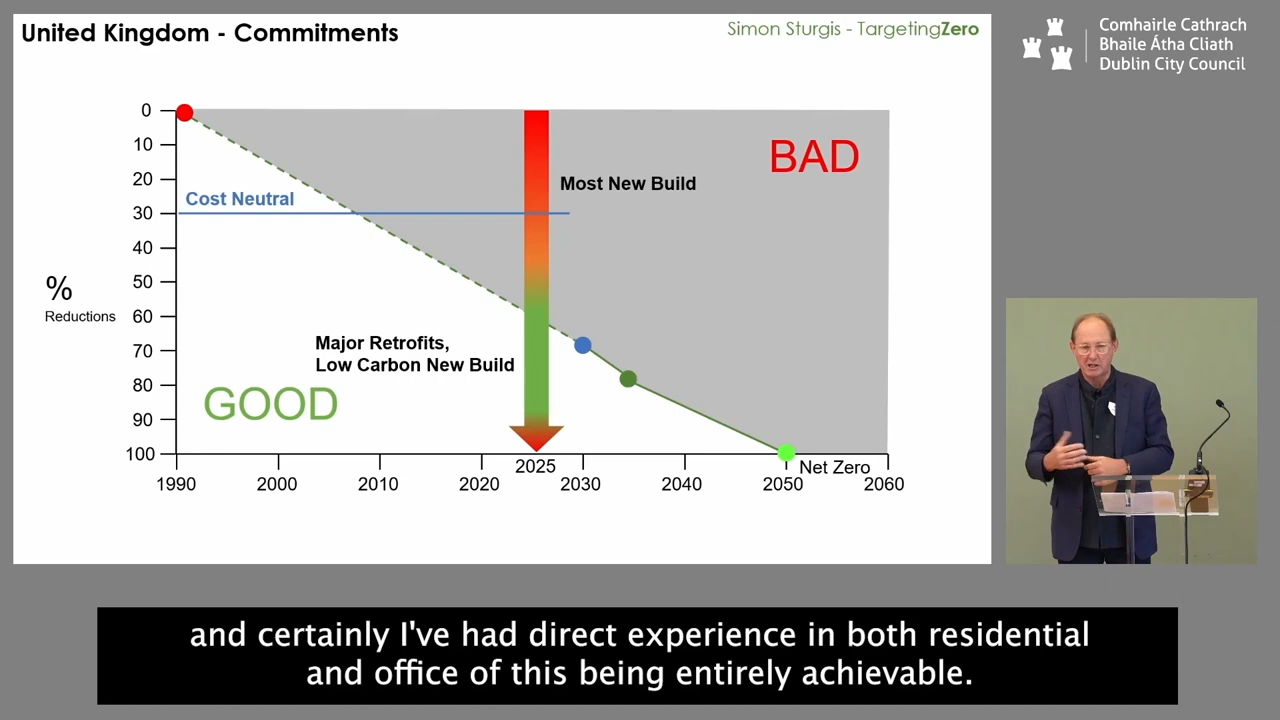 United Kingdom - Commitments
Simon Sturgis - TargetingZero
Comhairle Cathrach
Bhaile Átha Cliath
Dublin City Council
0
10
20
30
40
50
60
70
80
90
100
%
Reductions
Cost Neutral
Most New Build
BAD
Major Retrofits,
Low Carbon New Build
GOOD
2025
Net Zero
1990
2000
2010
2020
2030
2040
2050
2060
and certainly I've had direct experience in both residential
and office of this being entirely achievable.